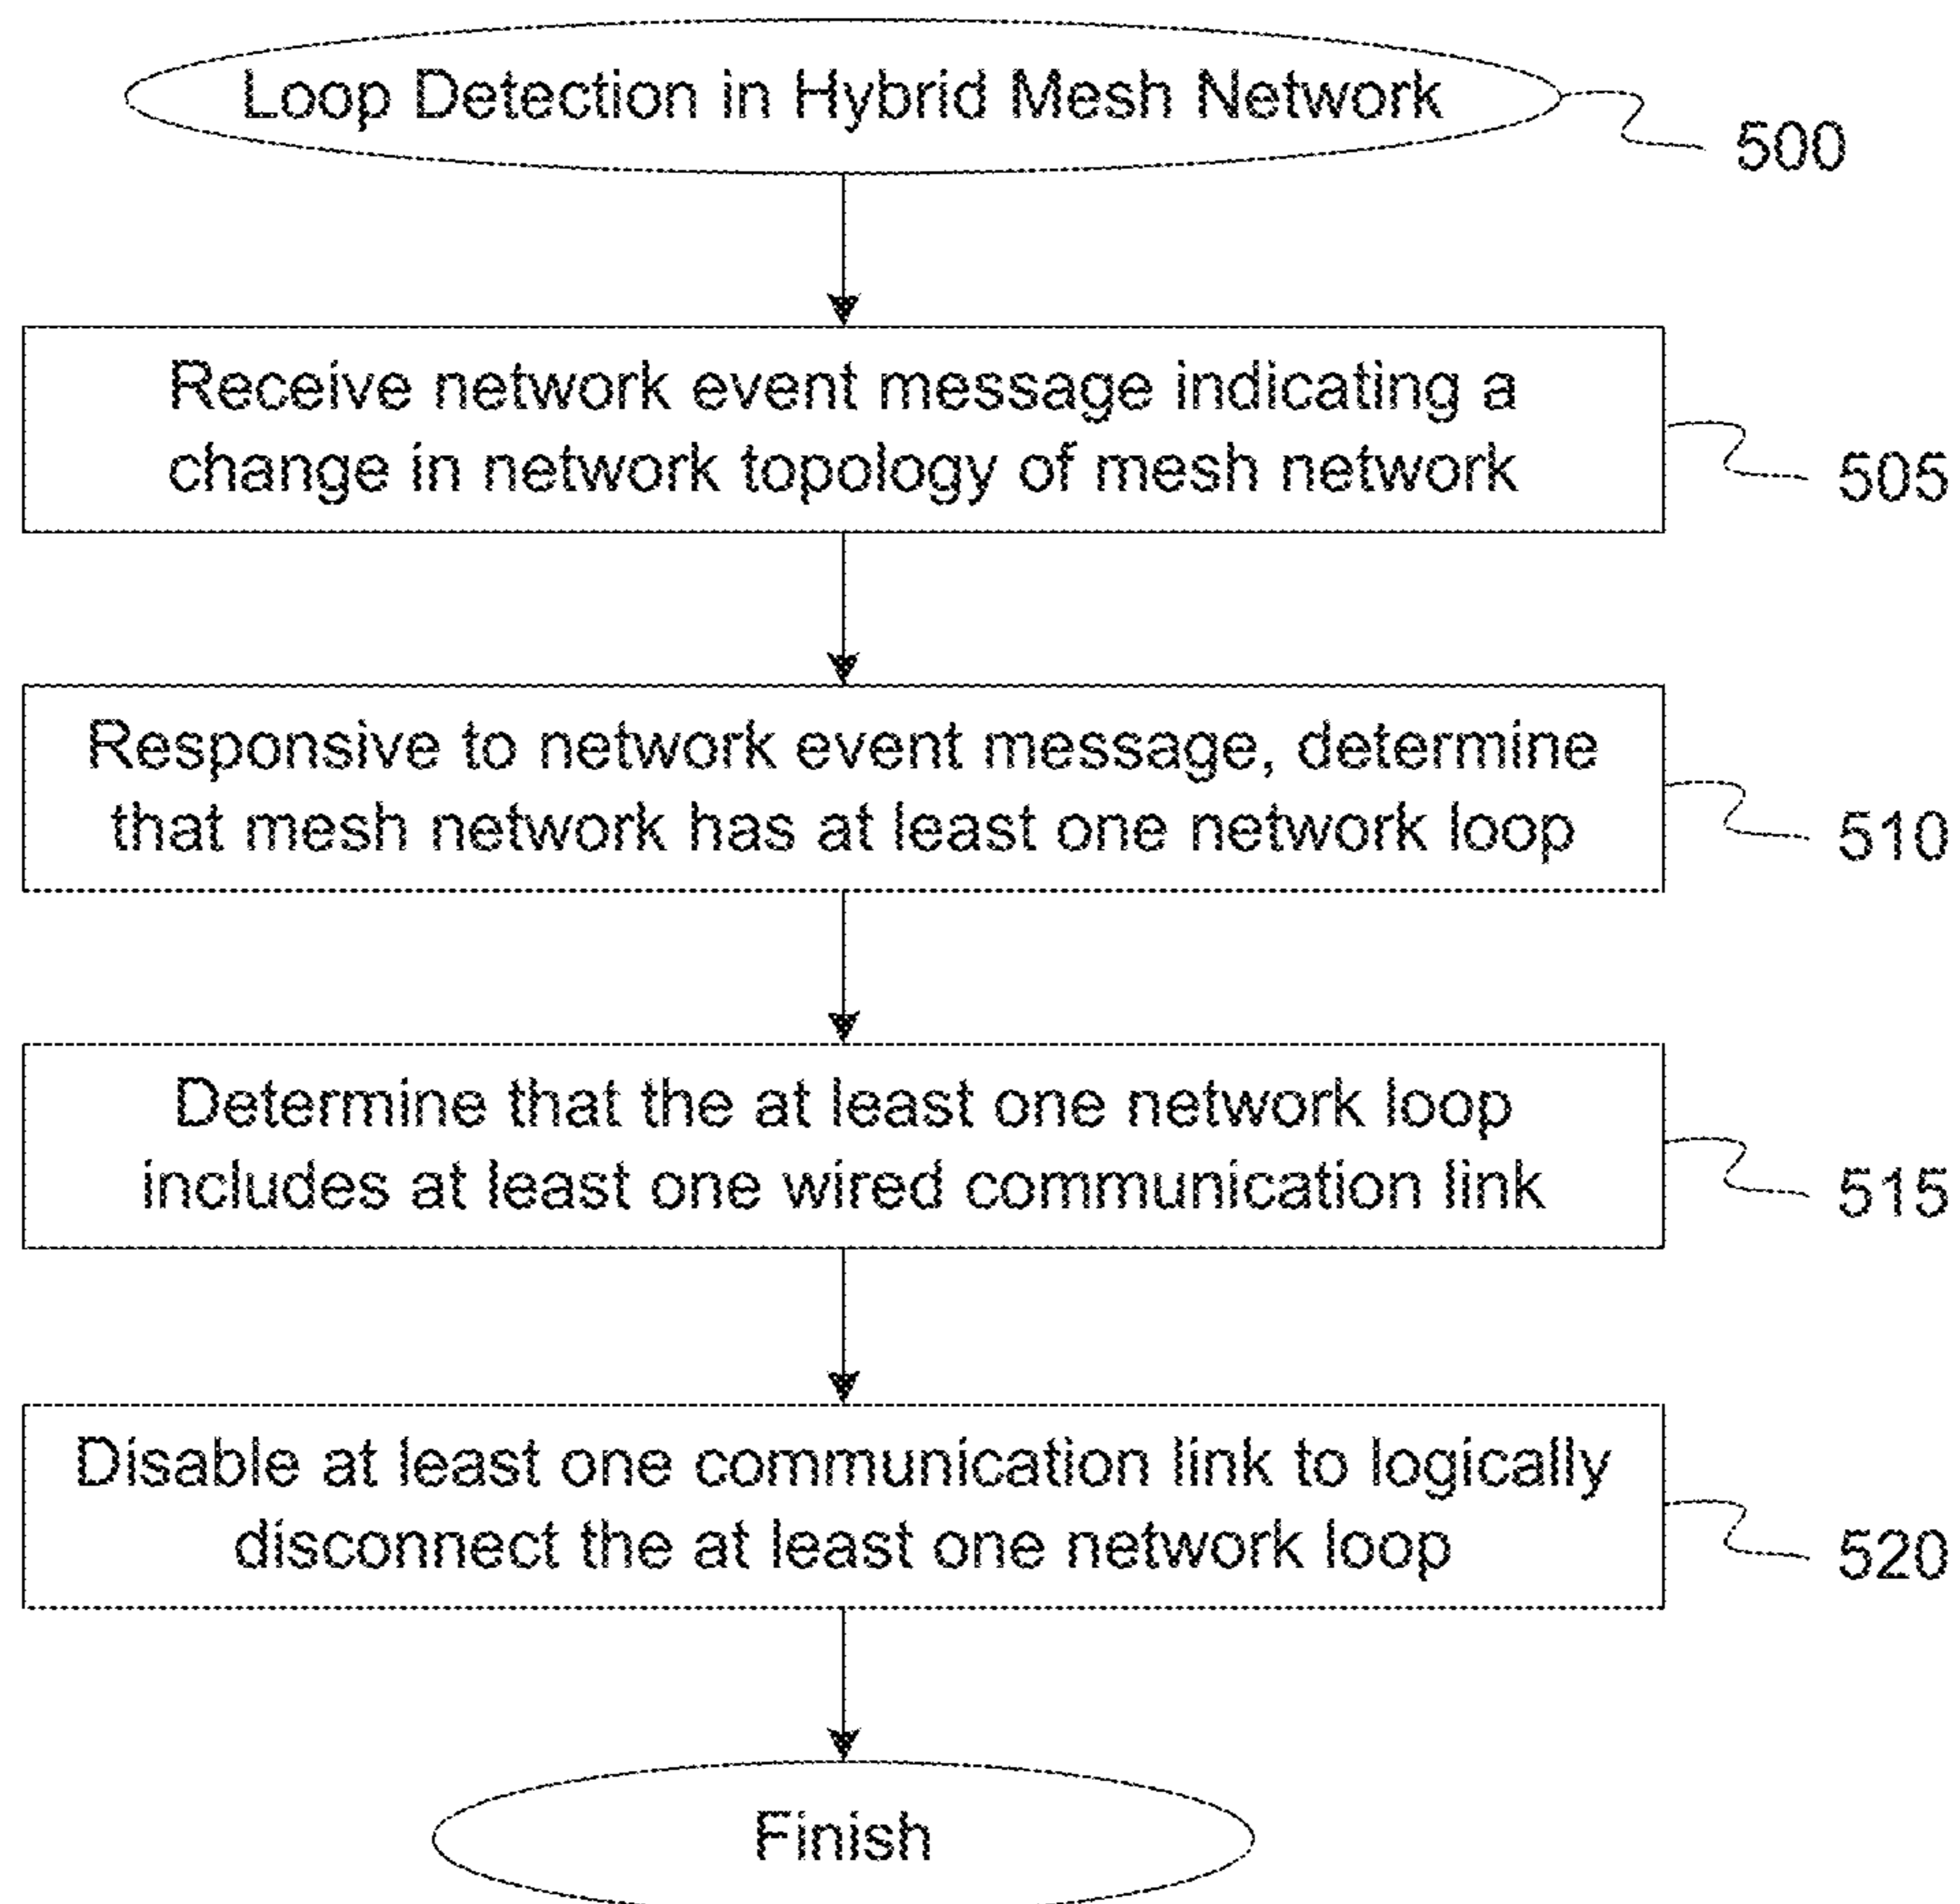 Loop Detection in Hybrid Mesh Network
500
Receive network event message indicating a
change in network topology of mesh network
505
Responsive to network event message, determine
that mesh network has at least one network loop
510
Determine that the at least one network loop
includes at least one wired communication link
515
Disable at least one communication link to logically
disconnect the at least one network loop
520
Finish